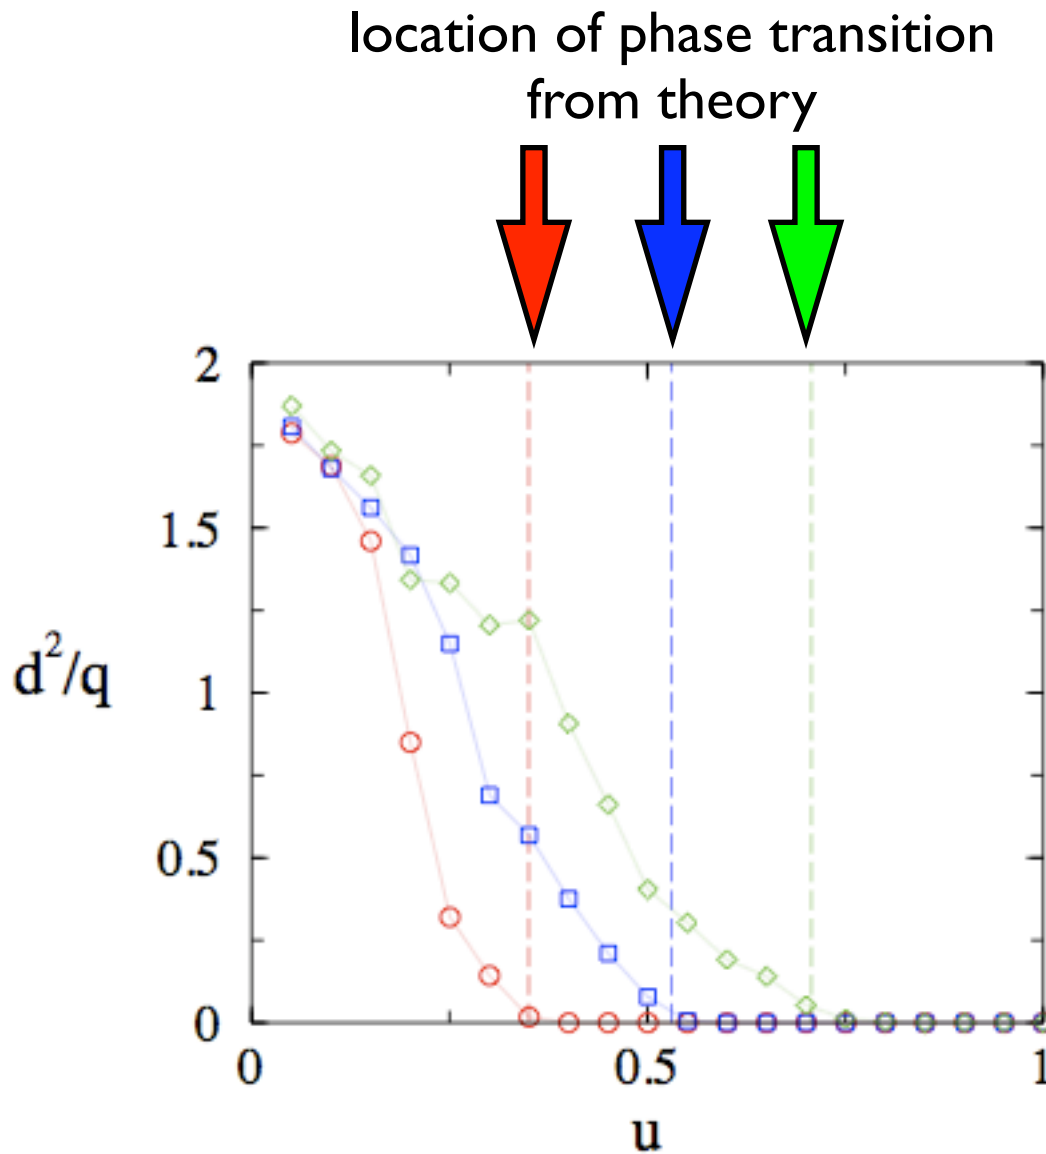 location of phase transition
from theory
2
1.5
d²/q
1
0.5
0
0
0.5
1
u